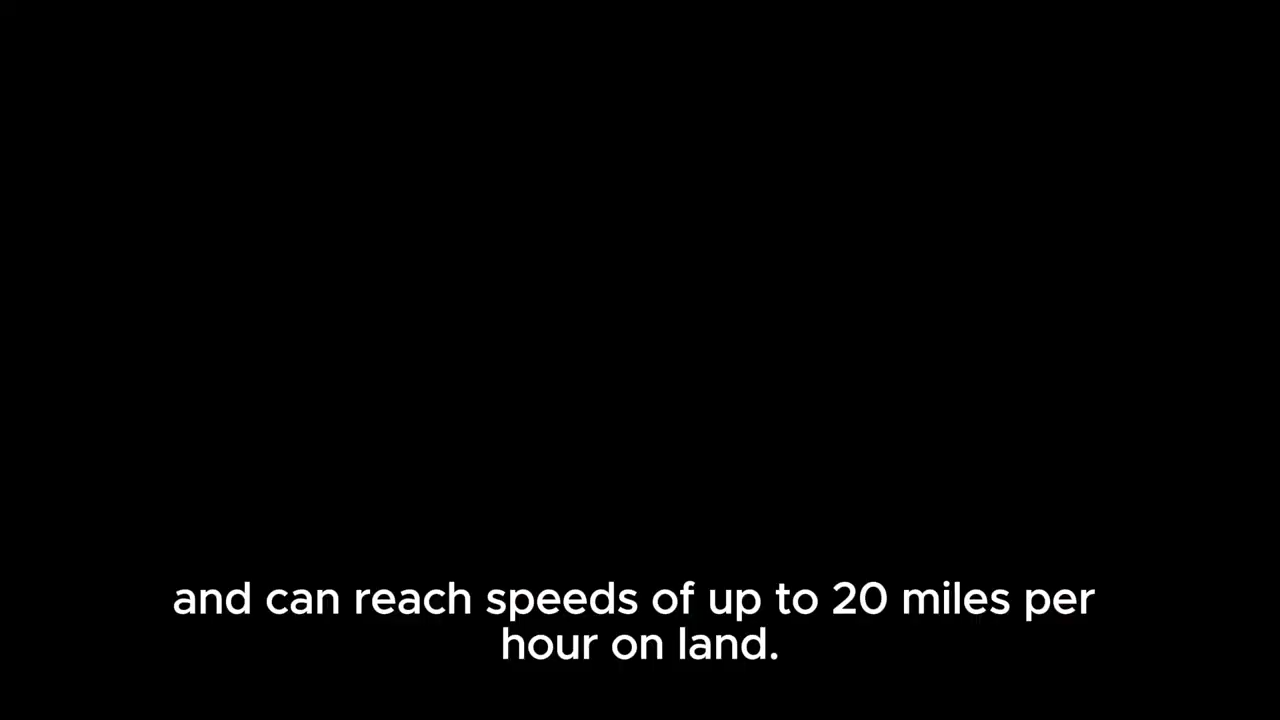 and can reach speeds of up to 20 miles per
hour on land.